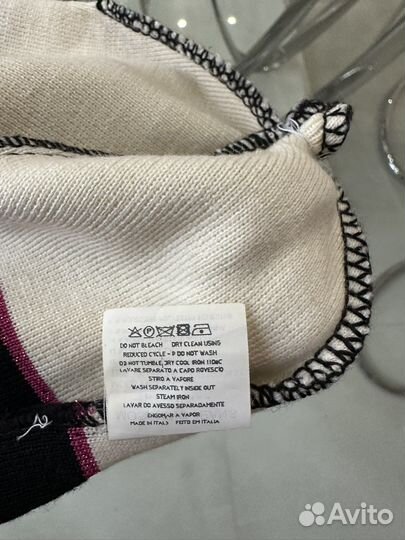 DO NOT BLEACH DRY CLEAN USING
REDUCED CYCLE - P DO NOT WASH
DO NOT TUMBLE, DRY COOL IRON 110°C
LAVARE SEPARATO A CAPO ROVESCIO
STIRO A VAPORE
WASH SEPARATELY INSIDE OUT
STEAM IRON
LAVAR DO AVESSO SEPARADAMENTE
ENGOMAR A VAPOR
MADE IN ITALY FEITO EM ITALIA
Avito